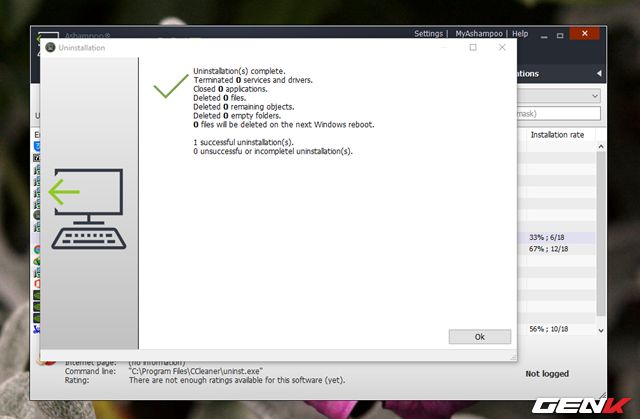 Ashampoo®
Settings | MyAshampoo | Help
Uninstallation
Uninstallation(s) complete.
Terminated 0 services and drivers.
Closed 0 applications.
Deleted 0 files.
Deleted 0 remaining objects.
Deleted 0 empty folders.
0 files will be deleted on the next Windows reboot.
1 successful uninstallation(s).
0 unsuccessfu or incompletel uninstallation(s).
mask)
Installation rate
33% ; 6/18
67% ; 12/18
56% ; 10/18
Ok
Internet page: (no information)
Command line: "C:\Program Files\CCleaner\uninst.exe"
Rating: There are not enough ratings available for this software (yet).
Not logged
GENK